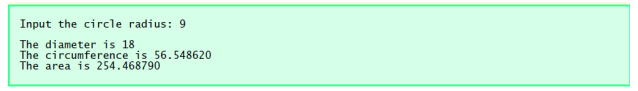 Input the circle radius: 9
The diameter is 18
The circumference is 56.548620
The area is 254.468790